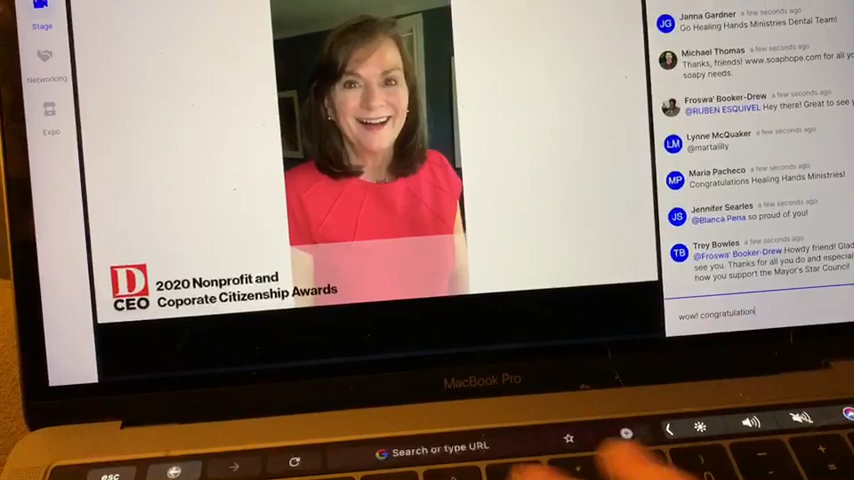 Stage
Networking
Expo
D
CEO
2020 Nonprofit and
Coporate Citizenship Awards
JG
Janna Gardner a few seconds ago
Go Healing Hands Ministries Dental Team!
Michael Thomas a few seconds ago
Thanks, friends! www.soaphope.com for all yo
soapy needs.
Froswa' Booker-Drew a few seconds ago
@RUBEN ESQUIVEL Hey there! Great to see y
LM
Lynne McQuaker a few seconds ago
@martalilly
MP
Maria Pacheco a few seconds ago
Congratulations Healing Hands Ministries!
JS
Jennifer Searles a few seconds ago
@Blanca Pena so proud of you!
TB
Trey Bowles a few seconds ago
@Froswa' Booker-Drew Howdy friend! Glad
see you. Thanks for all you do and especial
how you support the Mayor's Star Council
wow! congratulation
MacBook Pro
esc
G Search or type URL